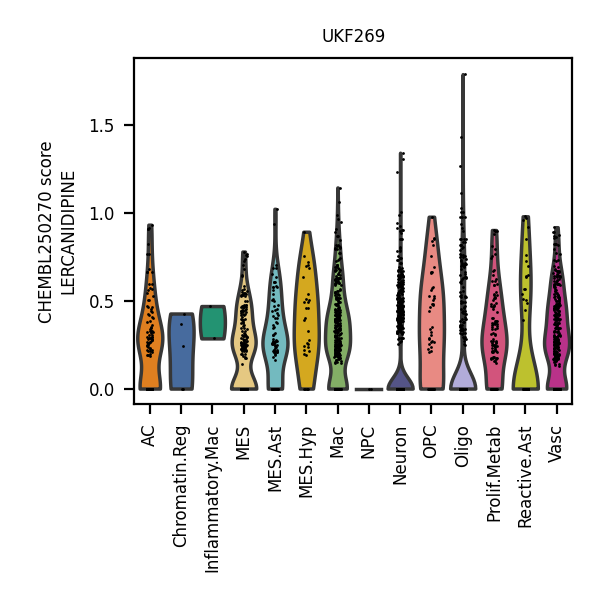 UKF269
CHEMBL250270 score
LERCANIDIPINE
1.5
1.0
0.5
0.0
AC
Chromatin.Reg
Inflammatory.Mac
MES
MES.Ast
MES.Hyp
Mac
NPC
Neuron
OPC
Oligo
Prolif.Metab
Reactive.Ast
Vasc